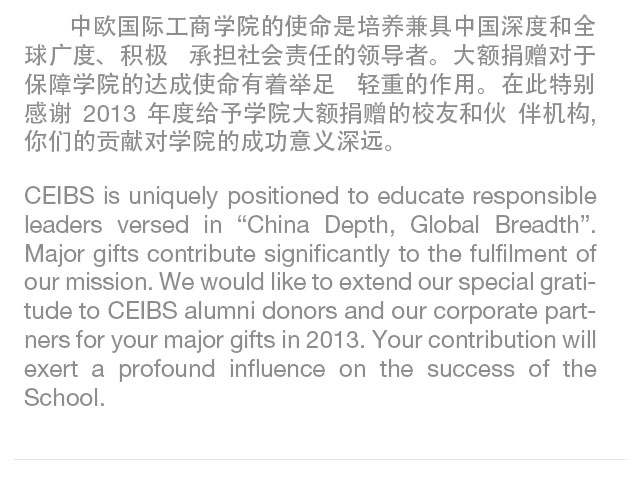 中欧国际工商学院的使命是培养兼具中国深度和全
球广度、积极 承担社会责任的领导者。大额捐赠对于
保障学院的达成使命有着举足 轻重的作用。在此特别
感谢 2013 年度给予学院大额捐赠的校友和伙 伴机构,
你们的贡献对学院的成功意义深远。
CEIBS is uniquely positioned to educate responsible
leaders versed in “China Depth, Global Breadth”.
Major gifts contribute significantly to the fulfilment of
our mission. We would like to extend our special grati-
tude to CEIBS alumni donors and our corporate part-
ners for your major gifts in 2013. Your contribution will
exert a profound influence on the success of the
School.